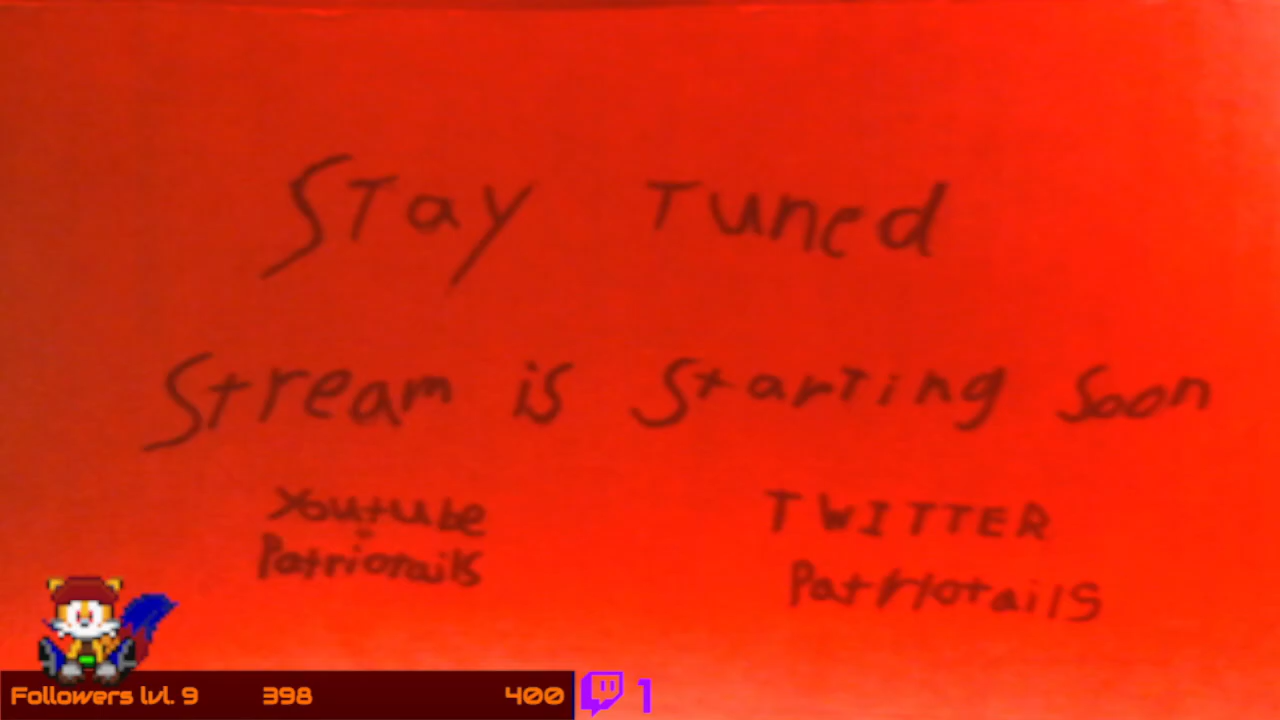 Stay Tuned
Stream is Starting Soon
Youtube TWITTER
Patriotails Patriotails
Followers lvl. 9 398 400 1